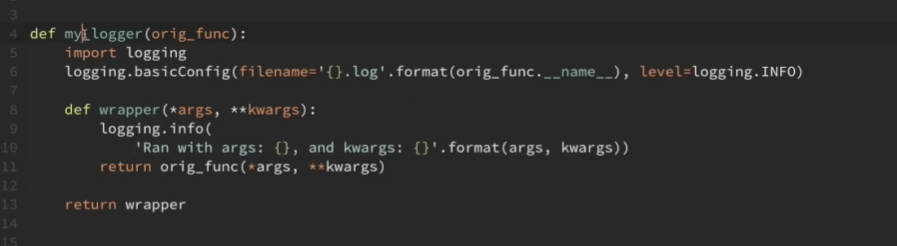 3
4 def my_logger(orig_func):
5     import logging
6     logging.basicConfig(filename='{}.log'.format(orig_func.__name__), level=logging.INFO)
7
8     def wrapper(*args, **kwargs):
9         logging.info(
10             'Ran with args: {}, and kwargs: {}'.format(args, kwargs))
11         return orig_func(*args, **kwargs)
12
13     return wrapper
14
15